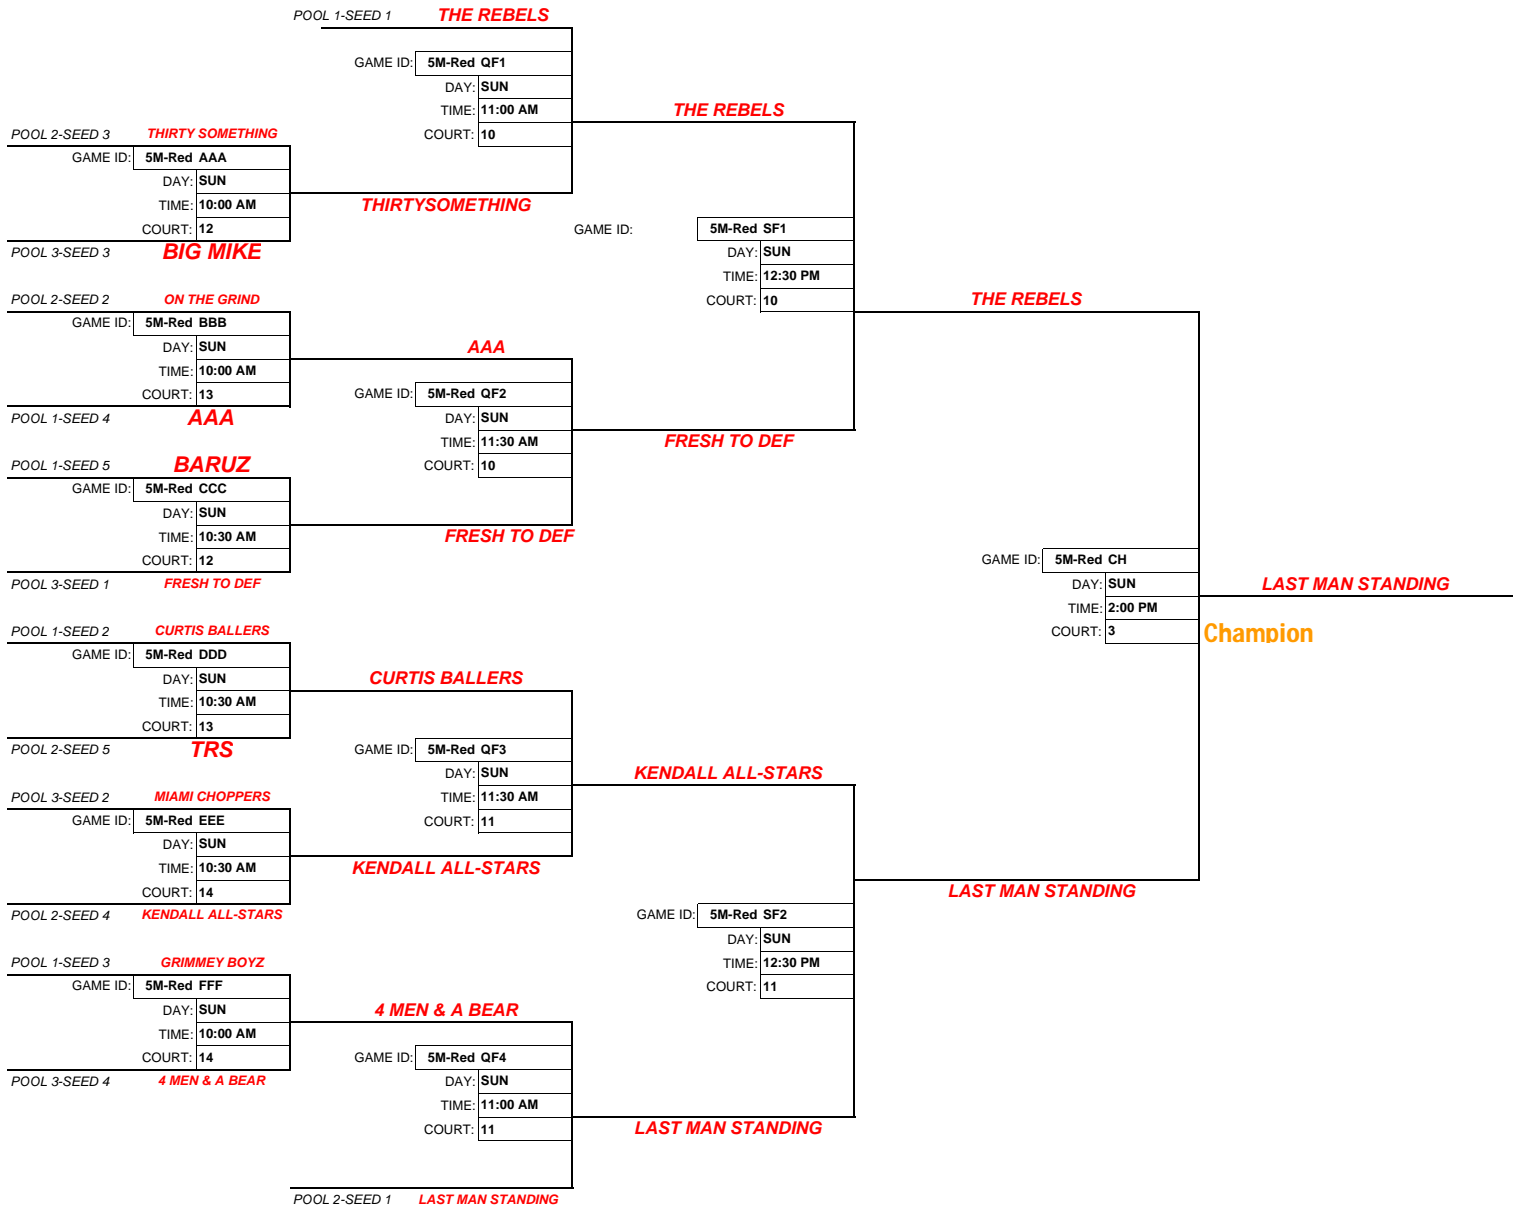 POOL 1-SEED 1 THE REBELS
GAME ID: 5M-Red QF1
DAY: SUN
TIME: 11:00 AM
THE REBELS
COURT: 10
POOL 2-SEED 3 THIRTY SOMETHING
GAME ID: 5M-Red AAA
DAY: SUN
TIME: 10:00 AM
THIRTYSOMETHING
COURT: 12
POOL 3-SEED 3 BIG MIKE
GAME ID: 5M-Red SF1
DAY: SUN
TIME: 12:30 PM
COURT: 10
THE REBELS
POOL 2-SEED 2 ON THE GRIND
GAME ID: 5M-Red BBB
DAY: SUN
TIME: 10:00 AM
COURT: 13
POOL 1-SEED 4 AAA
AAA
GAME ID: 5M-Red QF2
DAY: SUN
TIME: 11:30 AM
COURT: 10
FRESH TO DEF
POOL 1-SEED 5 BARUZ
GAME ID: 5M-Red CCC
DAY: SUN
TIME: 10:30 AM
COURT: 12
POOL 3-SEED 1 FRESH TO DEF
FRESH TO DEF
GAME ID: 5M-Red CH
DAY: SUN
TIME: 2:00 PM
COURT: 3
LAST MAN STANDING
Champion
POOL 1-SEED 2 CURTIS BALLERS
GAME ID: 5M-Red DDD
DAY: SUN
TIME: 10:30 AM
COURT: 13
POOL 2-SEED 5 TRS
CURTIS BALLERS
GAME ID: 5M-Red QF3
DAY: SUN
TIME: 11:30 AM
COURT: 11
KENDALL ALL-STARS
POOL 3-SEED 2 MIAMI CHOPPERS
GAME ID: 5M-Red EEE
DAY: SUN
TIME: 10:30 AM
COURT: 14
POOL 2-SEED 4 KENDALL ALL-STARS
KENDALL ALL-STARS
LAST MAN STANDING
GAME ID: 5M-Red SF2
DAY: SUN
TIME: 12:30 PM
COURT: 11
POOL 1-SEED 3 GRIMMEY BOYZ
GAME ID: 5M-Red FFF
DAY: SUN
TIME: 10:00 AM
COURT: 14
POOL 3-SEED 4 4 MEN & A BEAR
4 MEN & A BEAR
GAME ID: 5M-Red QF4
DAY: SUN
TIME: 11:00 AM
COURT: 11
LAST MAN STANDING
POOL 2-SEED 1 LAST MAN STANDING